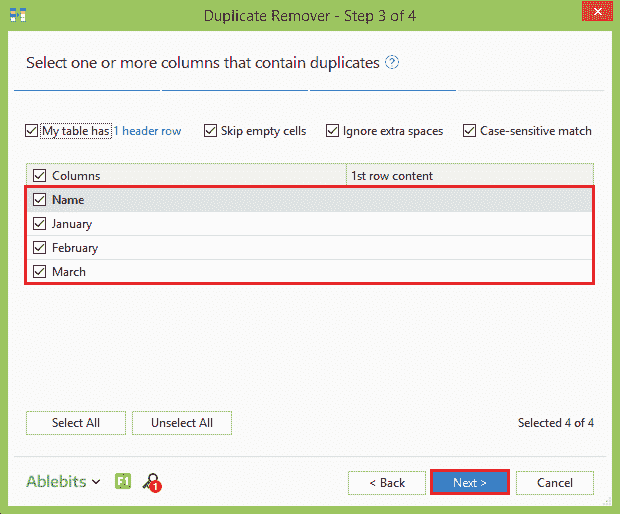 Duplicate Remover - Step 3 of 4
Select one or more columns that contain duplicates ?
My table has 1 header row Skip empty cells Ignore extra spaces Case-sensitive match
Columns 1st row content
Name
January
February
March
Select All Unselect All Selected 4 of 4
Ablebits F1 1 < Back Next > Cancel